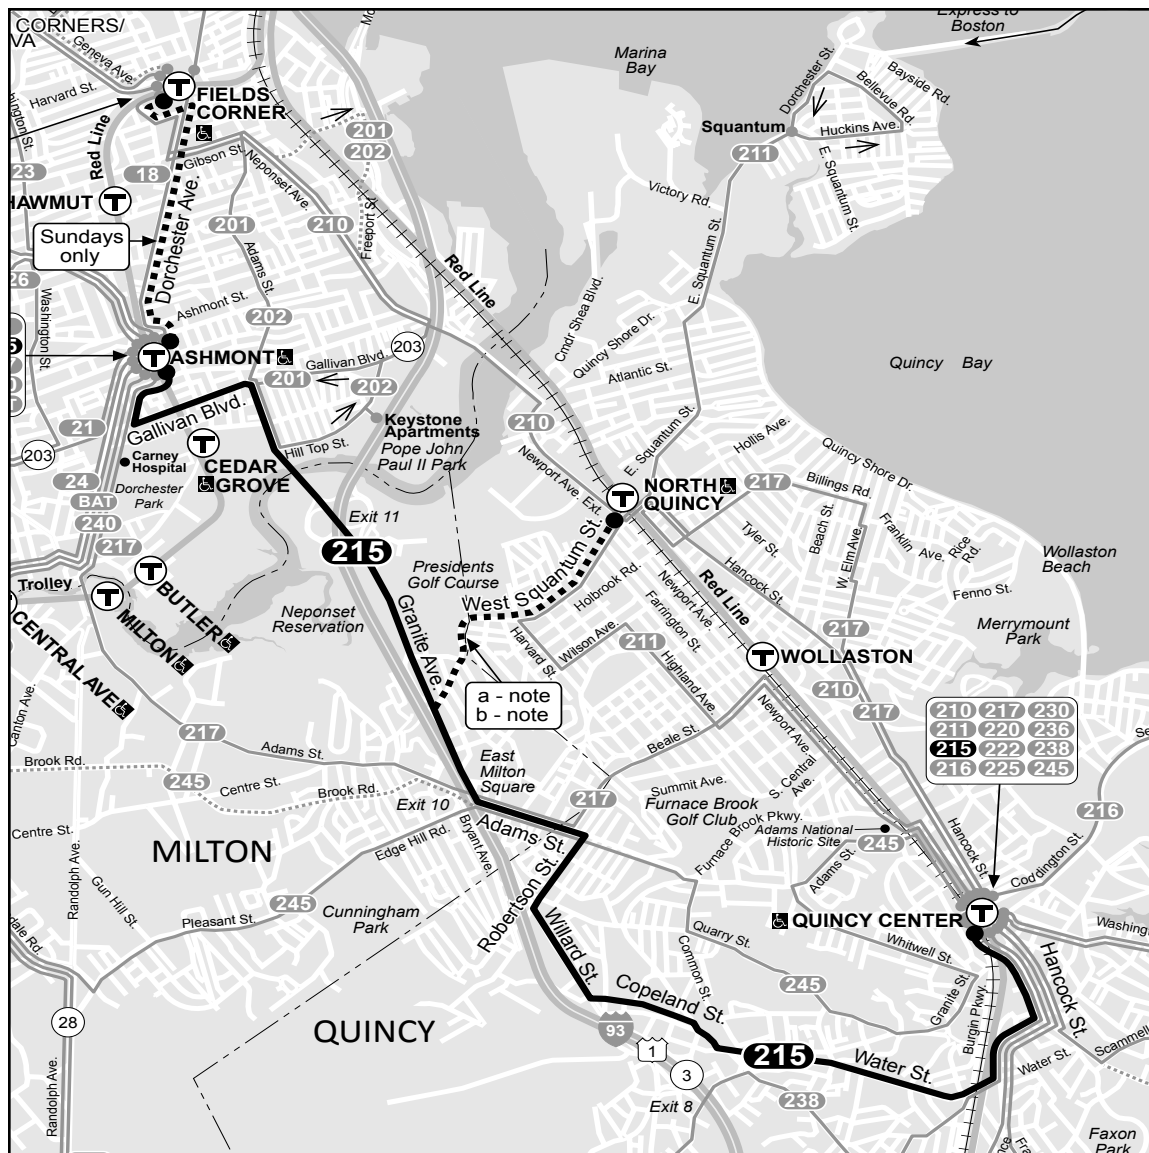 CORNERS/
VA
Geneva Ave.
Harvard St.
FIELDS
CORNER
Red Line
18
Gibson St.
Neponset Ave.
201
202
23
HAWMUT
Sundays
only
Dorchester Ave.
201
Adams St.
210
Freeport St.
Ashmont St.
202
26
Washington St.
ASHMONT
Gallivan Blvd.
203
201
202
Gallivan Blvd.
Hill Top St.
Keystone
Apartments
Pope John
Paul II Park
21
203
Carney
Hospital
CEDAR
GROVE
24
Dorchester
Park
BAT
240
217
Exit 11
215
Trolley
BUTLER
MILTON
CENTRAL AVE
Neponset
Reservation
Presidents
Golf Course
Granite Ave.
Express to
Boston
Marina
Bay
Dorchester St.
Bayside Rd.
Bellevue Rd.
Squantum
Huckins Ave.
211
E. Squantum St.
Victory Rd.
E. Squantum St.
Red Line
Cmdr Shea Blvd.
Quincy Shore Dr.
Atlantic St.
Quincy Bay
210
Newport Ave. Ext.
E. Squantum St.
Hollis Ave.
Quincy Shore Dr.
NORTH
QUINCY
217
Billings Rd.
Beach St.
Tyler St.
W. Elm Ave.
Franklin Ave.
Rice Rd.
Wollaston
Beach
Fenno St.
Merrymount
Park
West Squantum St.
Holbrook Rd.
Hancock St.
Red Line
Newport Ave.
Farrington St.
Harvard St.
Wilson Ave.
211
Highland Ave.
217
WOLLASTON
210
217
a - note
b - note
Newport Ave.
Beale St.
S. Central
Ave.
210 217 230
211 220 236
215 222 238
216 225 245
216
Canton Ave.
Brook Rd.
217
Adams St.
245
Centre St.
Brook Rd.
Exit 10
East
Milton
Square
217
Summit Ave.
Furnace Brook
Golf Club
Furnace Brook Pkwy.
Adams National
Historic Site
245
Hancock St.
Coddington St.
Centre St.
MILTON
Randolph Ave.
Gun Hill St.
Edge Hill Rd.
Bryant Ave.
Adams St.
Robertson St.
Adams St.
245
Pleasant St.
Cunningham
Park
QUINCY CENTER
Washing
Quarry St.
Whitwell St.
Willard St.
Common St.
Hancock St.
245
Granite St.
Burgin Pkwy.
28
QUINCY
Copeland St.
93
1
3
215
Water St.
Water St.
Scammell
Exit 8
238
Randolph Ave.
Faxon
Park